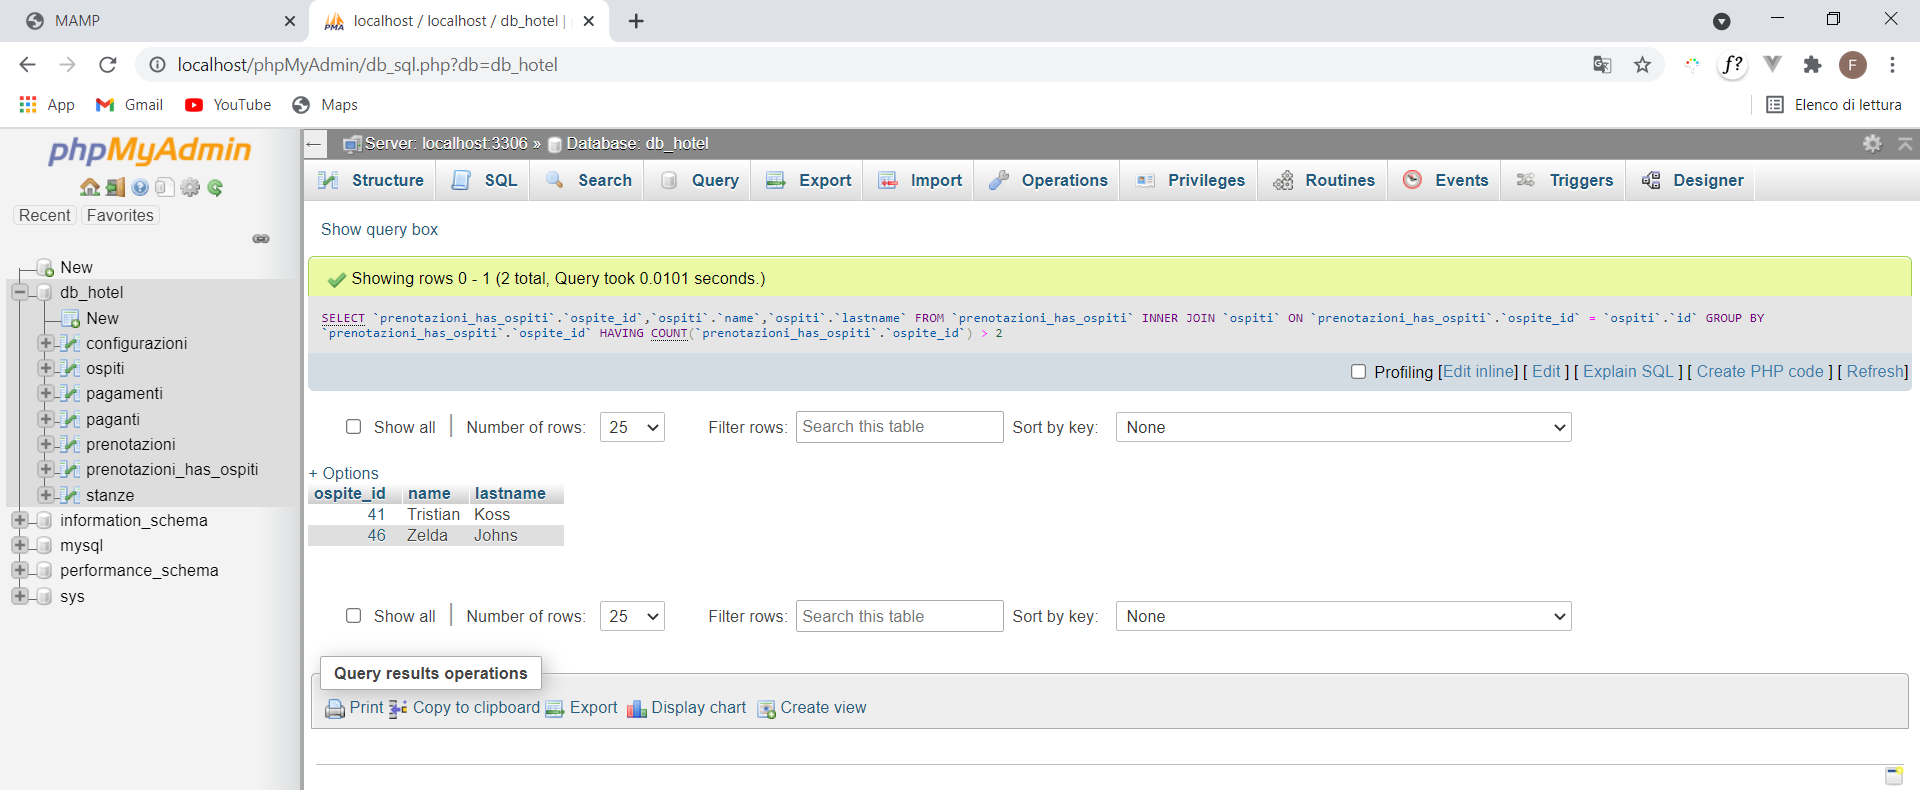 MAMP
localhost / localhost / db_hotel |
localhost/phpMyAdmin/db_sql.php?db=db_hotel
f?
F
App
Gmail
YouTube
Maps
Elenco di lettura
phpMyAdmin
Recent
Favorites
New
db_hotel
New
configurazioni
ospiti
pagamenti
paganti
prenotazioni
prenotazioni_has_ospiti
stanze
information_schema
mysql
performance_schema
sys
Server: localhost:3306 » Database: db_hotel
Structure
SQL
Search
Query
Export
Import
Operations
Privileges
Routines
Events
Triggers
Designer
Show query box
Showing rows 0 - 1 (2 total, Query took 0.0101 seconds.)
SELECT `prenotazioni_has_ospiti`.`ospite_id`,`ospiti`.`name`,`ospiti`.`lastname` FROM `prenotazioni_has_ospiti` INNER JOIN `ospiti` ON `prenotazioni_has_ospiti`.`ospite_id` = `ospiti`.`id` GROUP BY
`prenotazioni_has_ospiti`.`ospite_id` HAVING COUNT(`prenotazioni_has_ospiti`.`ospite_id`) > 2
Profiling [Edit inline] [ Edit ] [ Explain SQL ] [ Create PHP code ] [ Refresh]
Show all | Number of rows: 25 Filter rows: Search this table Sort by key: None
+ Options
ospite_id name lastname
41 Tristian Koss
46 Zelda Johns
Show all | Number of rows: 25 Filter rows: Search this table Sort by key: None
Query results operations
Print Copy to clipboard Export Display chart Create view